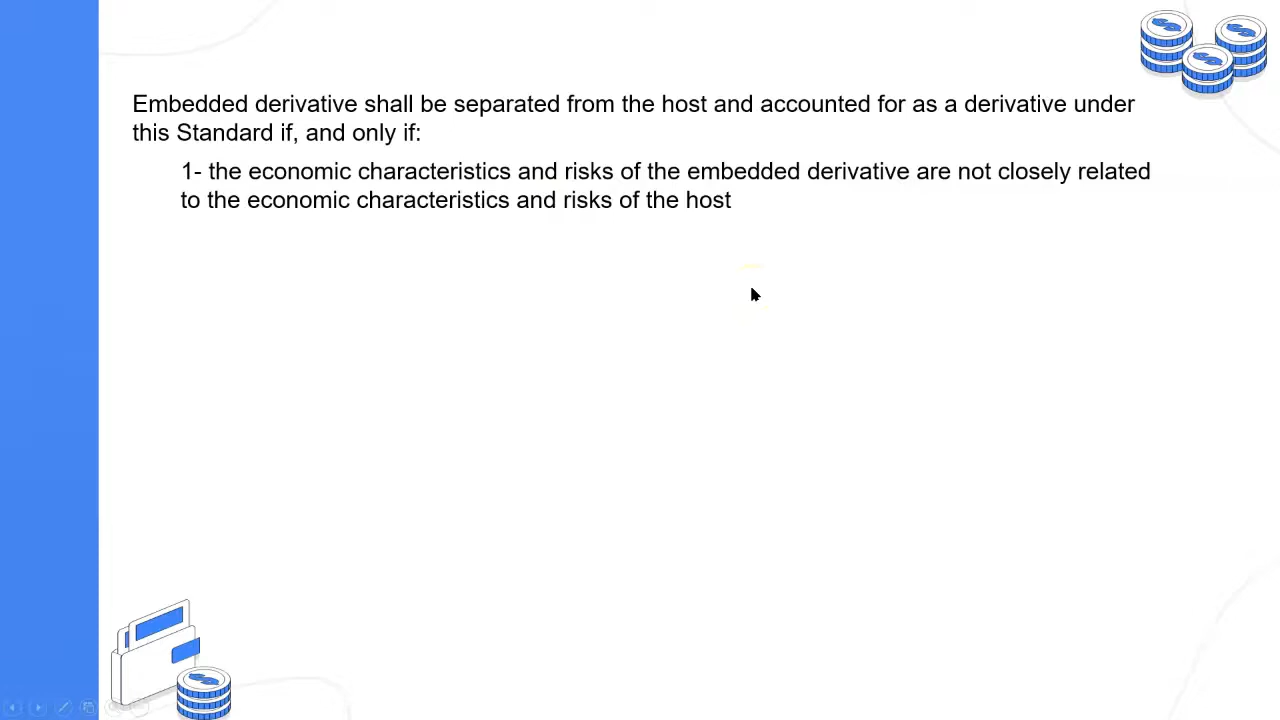 Embedded derivative shall be separated from the host and accounted for as a derivative under
this Standard if, and only if:
1- the economic characteristics and risks of the embedded derivative are not closely related
to the economic characteristics and risks of the host